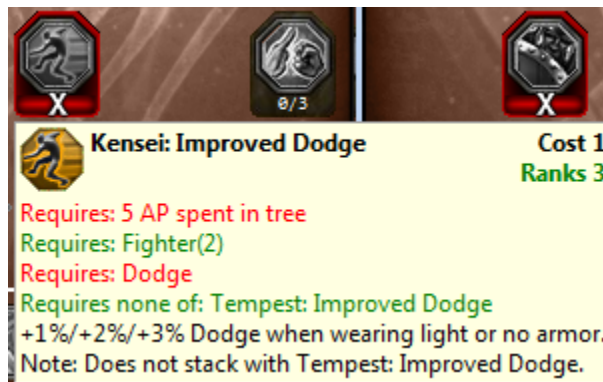 X
0/3
X
Kensei: Improved Dodge
Cost 1
Ranks 3
Requires: 5 AP spent in tree
Requires: Fighter(2)
Requires: Dodge
Requires none of: Tempest: Improved Dodge
+1%/+2%/+3% Dodge when wearing light or no armor.
Note: Does not stack with Tempest: Improved Dodge.